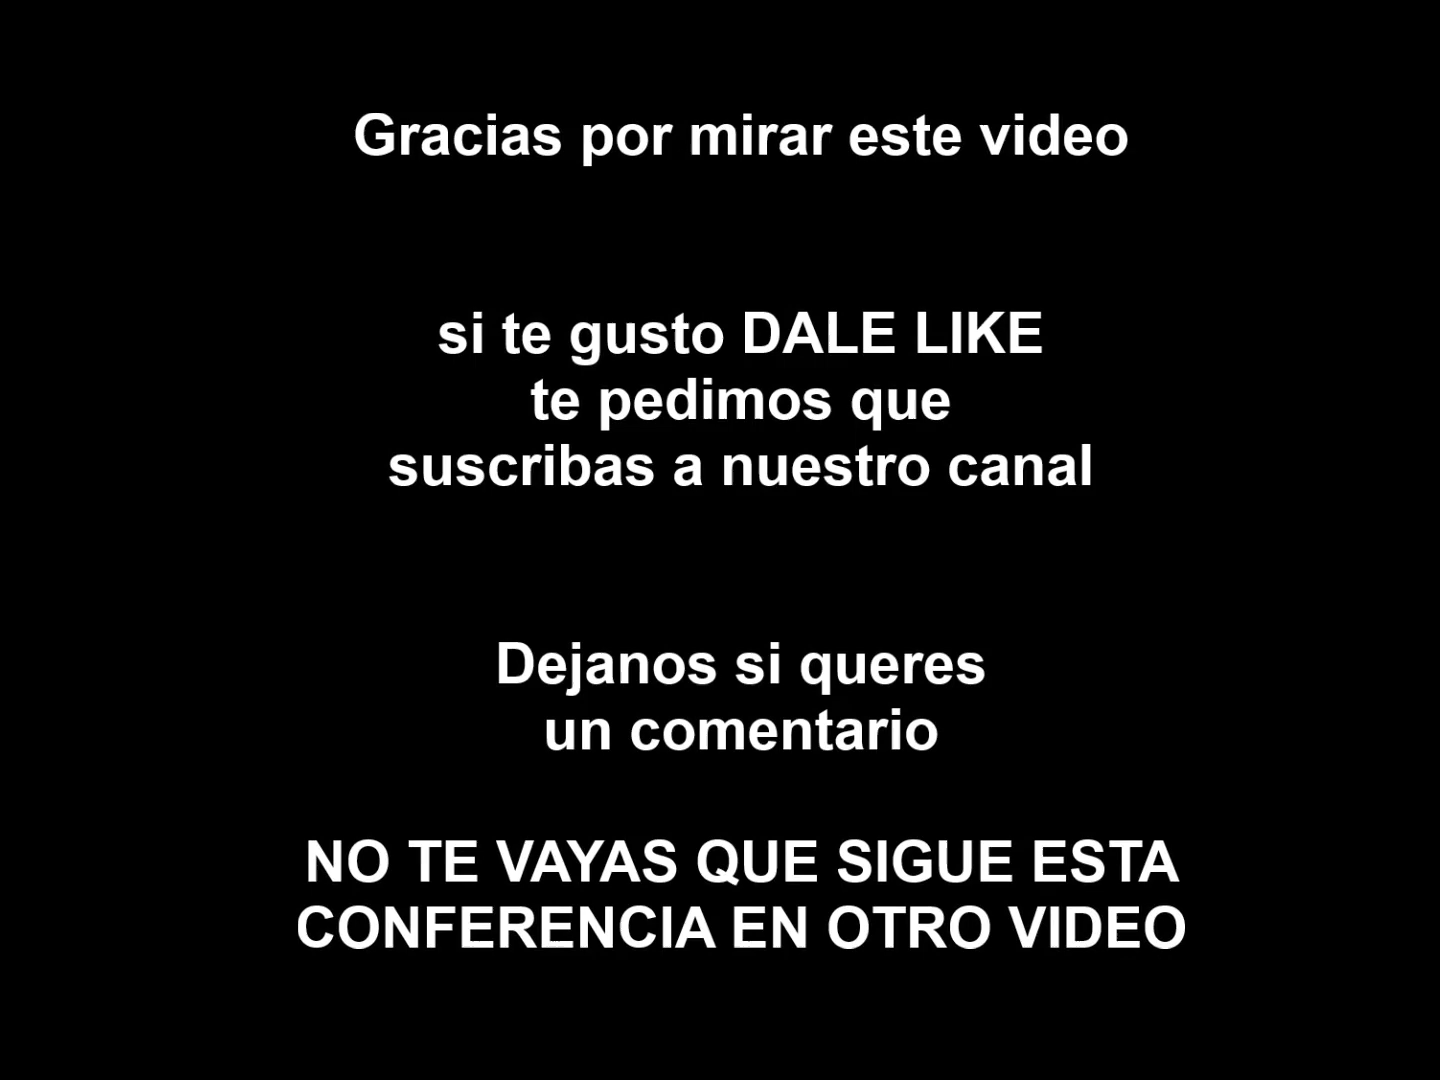 Gracias por mirar este video
si te gusto DALE LIKE
te pedimos que
suscribas a nuestro canal
Dejanos si queres
un comentario
NO TE VAYAS QUE SIGUE ESTA
CONFERENCIA EN OTRO VIDEO